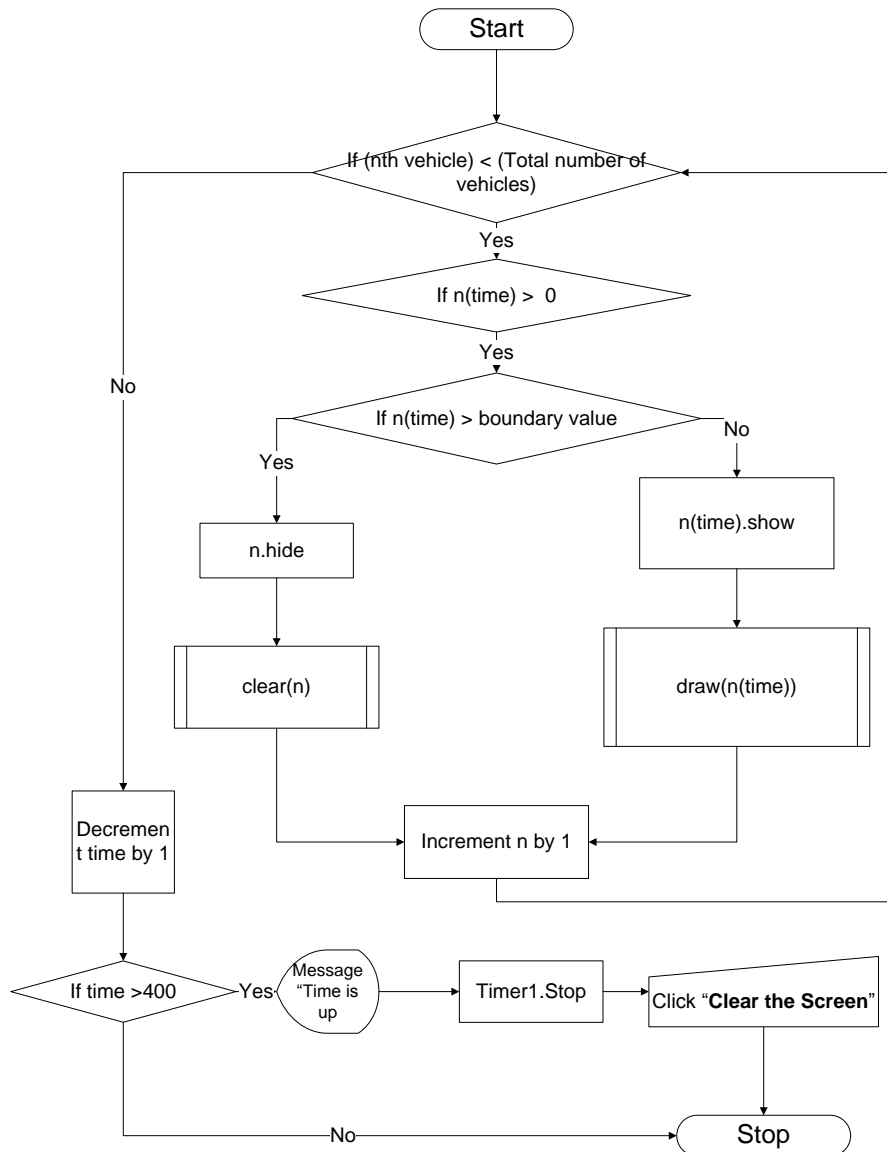 Start
If (nth vehicle) < (Total number of
vehicles)
Yes
If n(time) >  0
Yes
No
If n(time) > boundary value
No
Yes
n(time).show
n.hide
clear(n)
draw(n(time))
Decremen
t time by 1
Increment n by 1
If time >400
Yes
Message
“Time is
up
Timer1.Stop
Click “Clear the Screen”
No
Stop